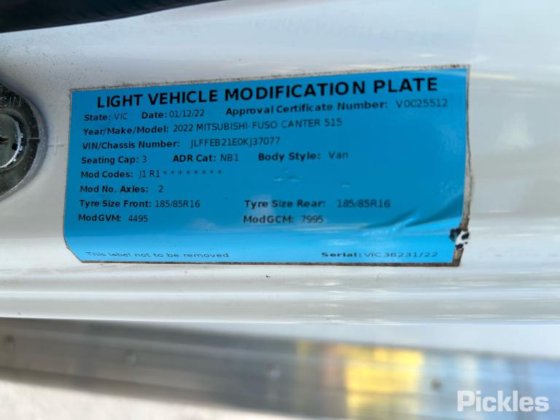 LIGHT VEHICLE MODIFICATION PLATE
State: VIC Date: 01/12/22 Approval Certificate Number: V0025512
Year/Make/Model: 2022 MITSUBISHI-FUSO CANTER 515
VIN/Chassis Number: JLFFEB21E0KJ37077
Seating Cap: 3 ADR Cat: NB1 Body Style: Van
Mod Codes: J1 R1 * * * * * * * *
Mod No. Axles: 2
Tyre Size Front: 185/85R16 Tyre Size Rear: 185/85R16
ModGVM: 4495 ModGCM: 7995
This label not to be removed Serial: VIC36231/22
Pickles